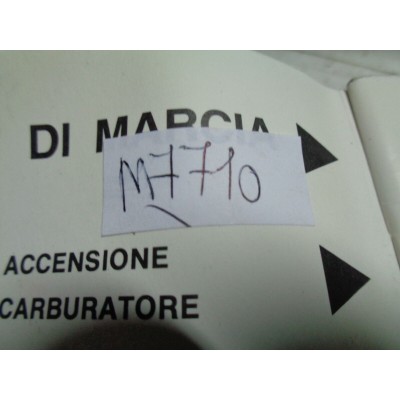 DI MARCIA
M7710
ACCENSIONE
CARBURATORE